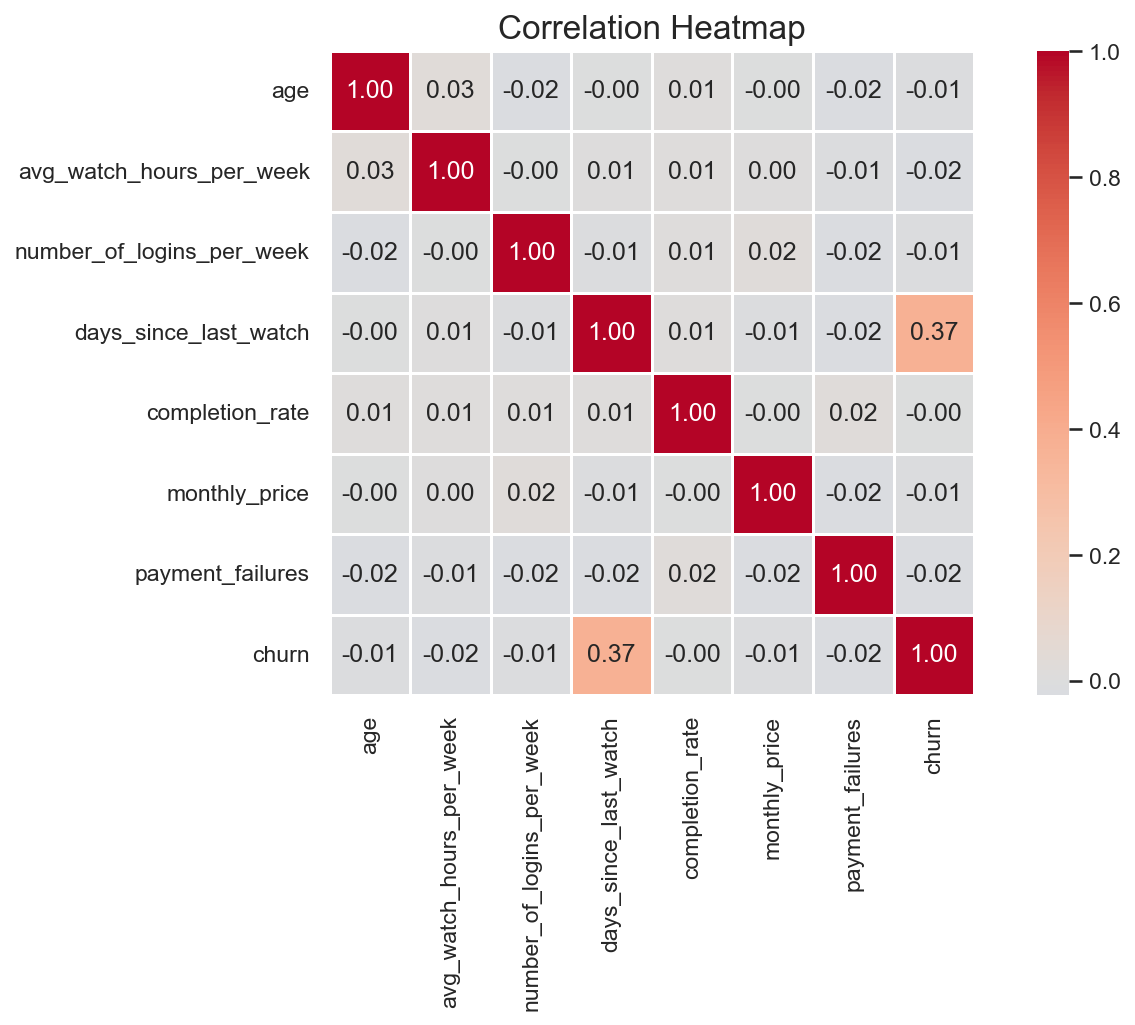 Correlation Heatmap
age 1.00 0.03 -0.02 -0.00 0.01 -0.00 -0.02 -0.01
avg_watch_hours_per_week 0.03 1.00 -0.00 0.01 0.01 0.00 -0.01 -0.02
number_of_logins_per_week -0.02 -0.00 1.00 -0.01 0.01 0.02 -0.02 -0.01
days_since_last_watch -0.00 0.01 -0.01 1.00 0.01 -0.01 -0.02 0.37
completion_rate 0.01 0.01 0.01 0.01 1.00 -0.00 0.02 -0.00
monthly_price -0.00 0.00 0.02 -0.01 -0.00 1.00 -0.02 -0.01
payment_failures -0.02 -0.01 -0.02 -0.02 0.02 -0.02 1.00 -0.02
churn -0.01 -0.02 -0.01 0.37 -0.00 -0.01 -0.02 1.00
age
avg_watch_hours_per_week
number_of_logins_per_week
days_since_last_watch
completion_rate
monthly_price
payment_failures
churn
1.0
0.8
0.6
0.4
0.2
0.0